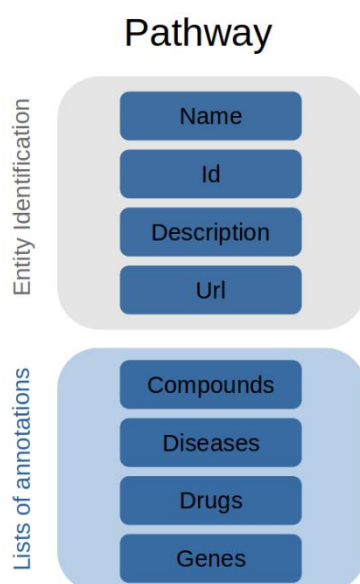 Pathway
Entity Identification
Name
Id
Description
Url
Lists of annotations
Compounds
Diseases
Drugs
Genes